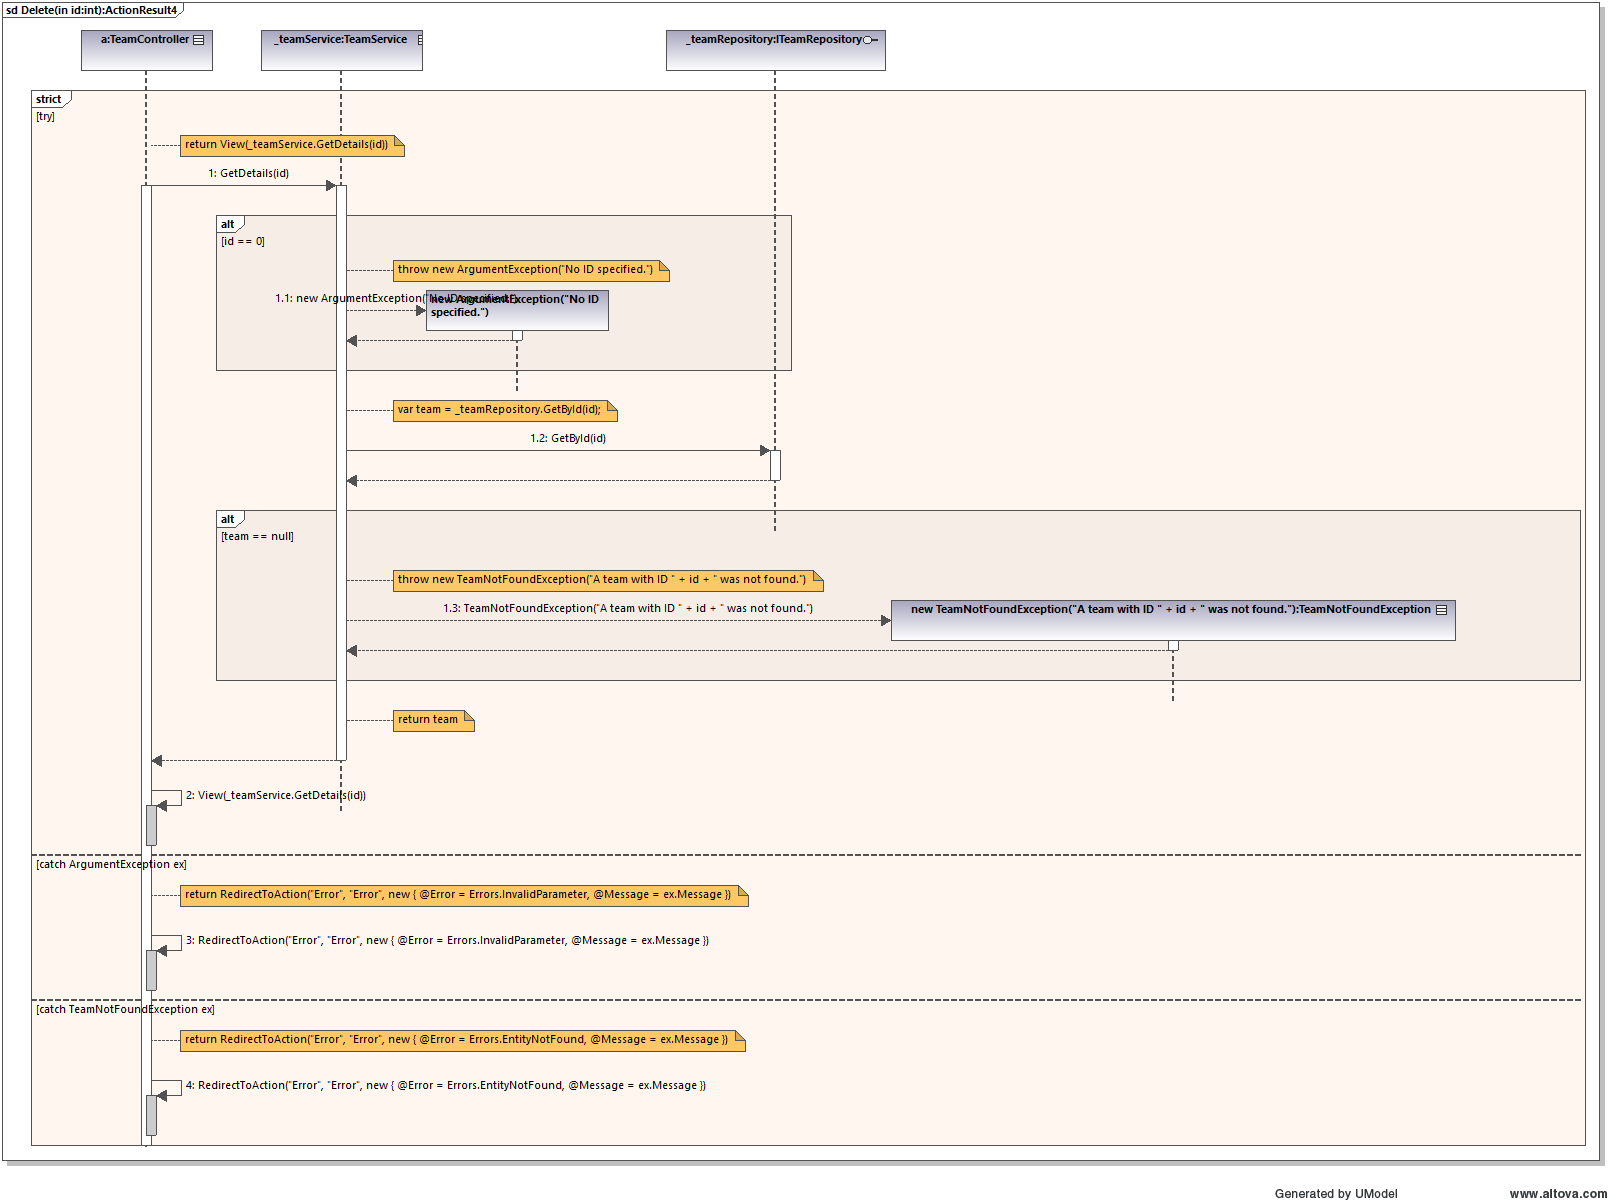 sd Delete(in id:int):ActionResult4
a:TeamController
_teamService:TeamService
_teamRepository:ITeamRepository
strict
[try]
return View(_teamService.GetDetails(id))
1: GetDetails(id)
alt
[id == 0]
throw new ArgumentException("No ID specified.")
1.1: new ArgumentException("No ID specified.")
new ArgumentException("No ID
specified.")
var team = _teamRepository.GetById(id);
1.2: GetById(id)
alt
[team == null]
throw new TeamNotFoundException("A team with ID " + id + " was not found.")
1.3: TeamNotFoundException("A team with ID " + id + " was not found.")
new TeamNotFoundException("A team with ID " + id + " was not found."):TeamNotFoundException
return team
2: View(_teamService.GetDetails(id))
[catch ArgumentException ex]
return RedirectToAction("Error", "Error", new { @Error = Errors.InvalidParameter, @Message = ex.Message })
3: RedirectToAction("Error", "Error", new { @Error = Errors.InvalidParameter, @Message = ex.Message })
[catch TeamNotFoundException ex]
return RedirectToAction("Error", "Error", new { @Error = Errors.EntityNotFound, @Message = ex.Message })
4: RedirectToAction("Error", "Error", new { @Error = Errors.EntityNotFound, @Message = ex.Message })
Generated by UModel
www.altova.com